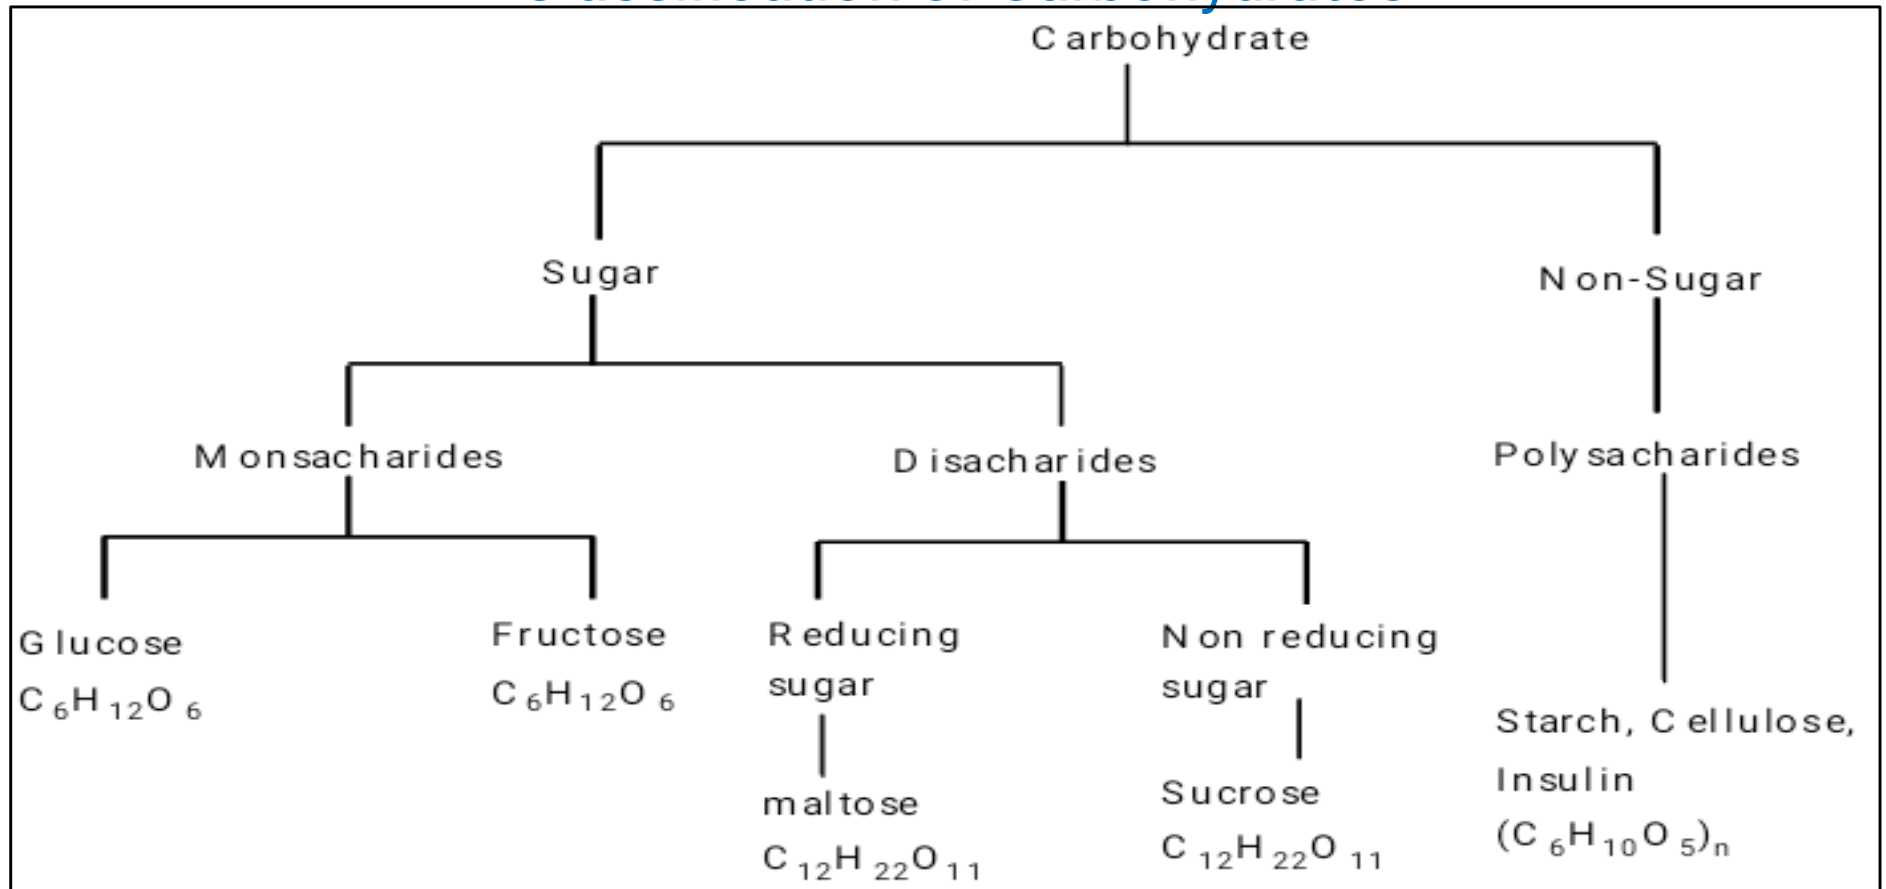 Carbohydrate
Sugar
Non-Sugar
Monsacharides
Disacharides
Polysacharides
Glucose
C₆H₁₂O₆
Fructose
C₆H₁₂O₆
Reducing
sugar
maltose
C₁₂H₂₂O₁₁
Non reducing
sugar
Sucrose
C₁₂H₂₂O₁₁
Starch, Cellulose,
Insulin
(C₆H₁₀O₅)ₙ